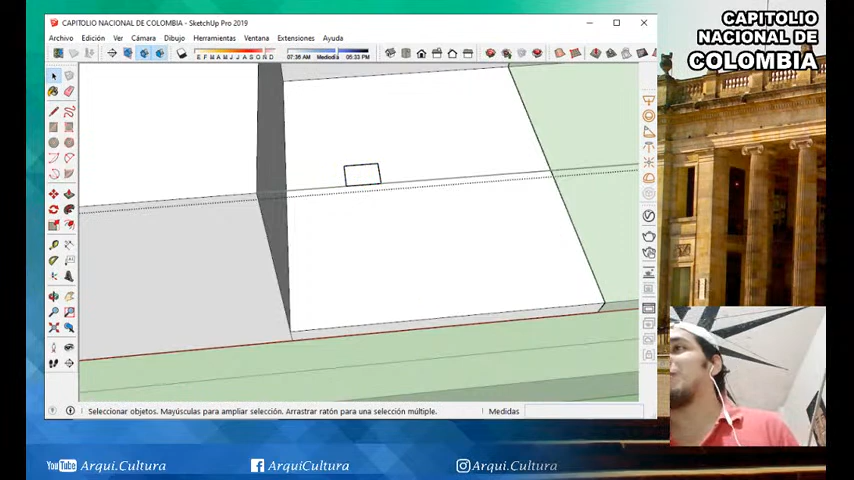 CAPITOLIO NACIONAL DE COLOMBIA - SketchUp Pro 2019
Archivo Edición Ver Cámara Dibujo Herramientas Ventana Extensiones Ayuda
E F M A M J J A S O N D 07:36 AM Mediodía 05:33 PM
CAPITOLIO
NACIONAL DE
COLOMBIA
Seleccionar objetos. Mayúsculas para ampliar selección. Arrastrar ratón para una selección múltiple. Medidas
YouTube Arqui.Cultura
ArquiCultura
Arqui.Cultura